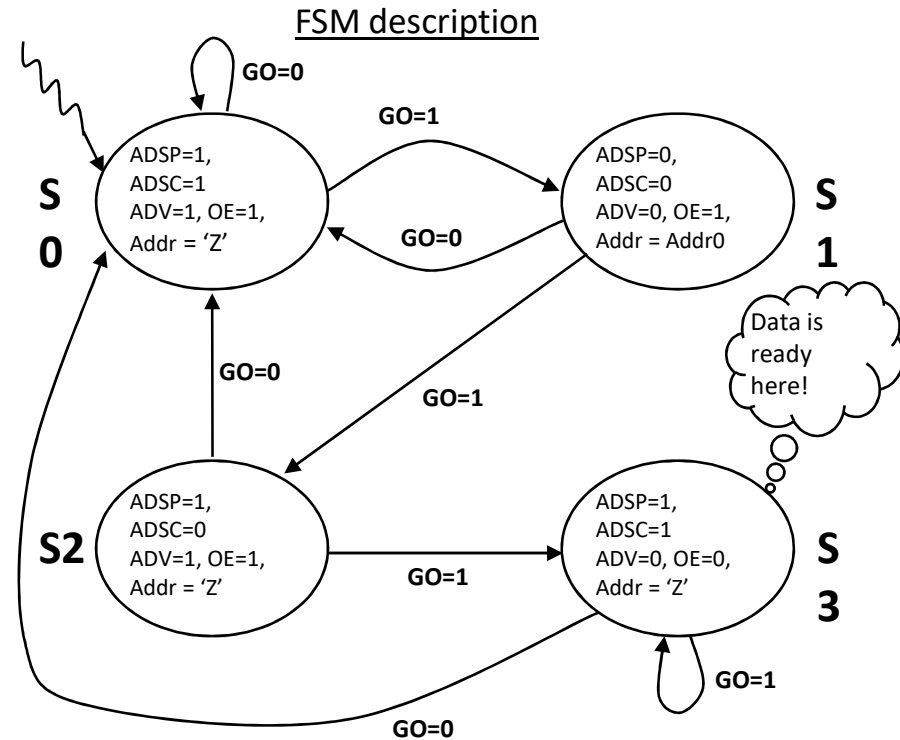 FSM description
GO=0
GO=1
ADSP=1,
ADSC=1
ADV=1, OE=1,
Addr = ‘Z’
S
0
ADSP=0,
ADSC=0
ADV=0, OE=1,
Addr = Addr0
S
1
GO=0
Data is
ready
here!
GO=0
GO=1
ADSP=1,
ADSC=0
ADV=1, OE=1,
Addr = ‘Z’
S2
GO=1
ADSP=1,
ADSC=1
ADV=0, OE=0,
Addr = ‘Z’
S
3
GO=1
GO=0